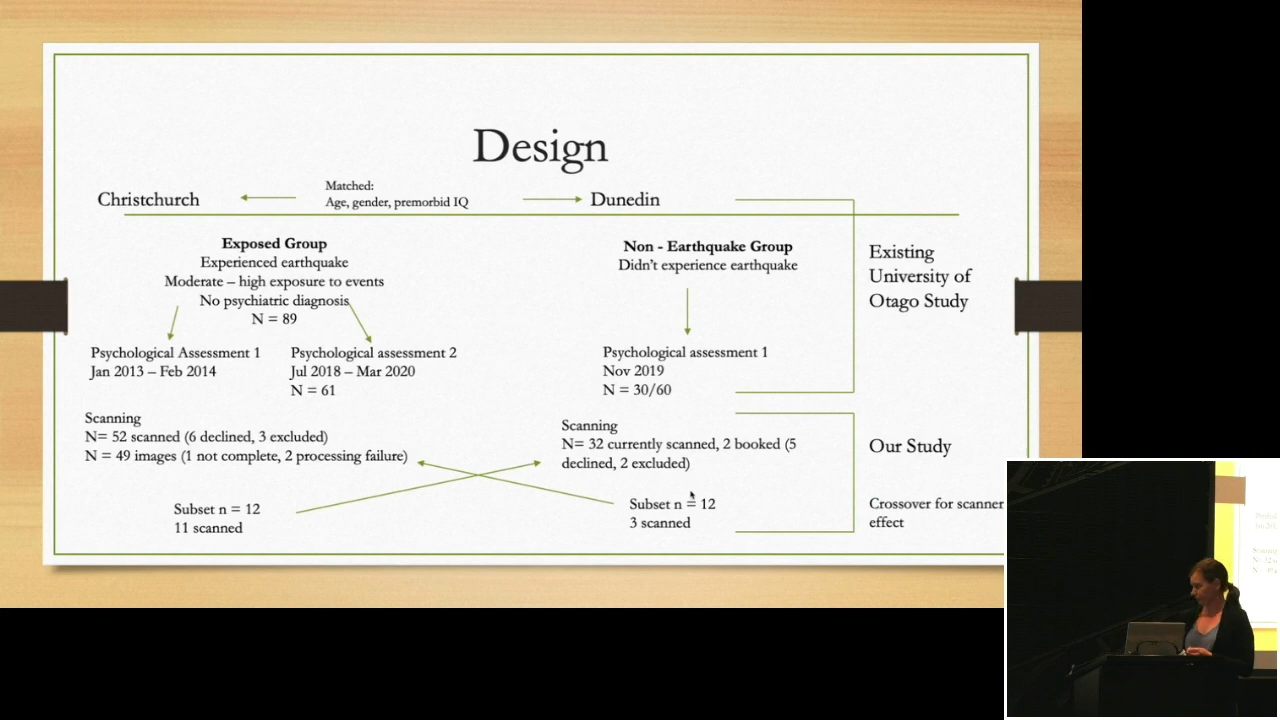 Design
Christchurch
Matched:
Age, gender, premorbid IQ
Dunedin
Exposed Group
Experienced earthquake
Moderate – high exposure to events
No psychiatric diagnosis
N = 89
Non - Earthquake Group
Didn't experience earthquake
Existing
University of
Otago Study
Psychological Assessment 1
Jan 2013 – Feb 2014
Psychological assessment 2
Jul 2018 – Mar 2020
N = 61
Psychological assessment 1
Nov 2019
N = 30/60
Scanning
N= 52 scanned (6 declined, 3 excluded)
N = 49 images (1 not complete, 2 processing failure)
Scanning
N= 32 currently scanned, 2 booked (5
declined, 2 excluded)
Our Study
Subset n = 12
11 scanned
Subset n = 12
3 scanned
Crossover for scanner
effect